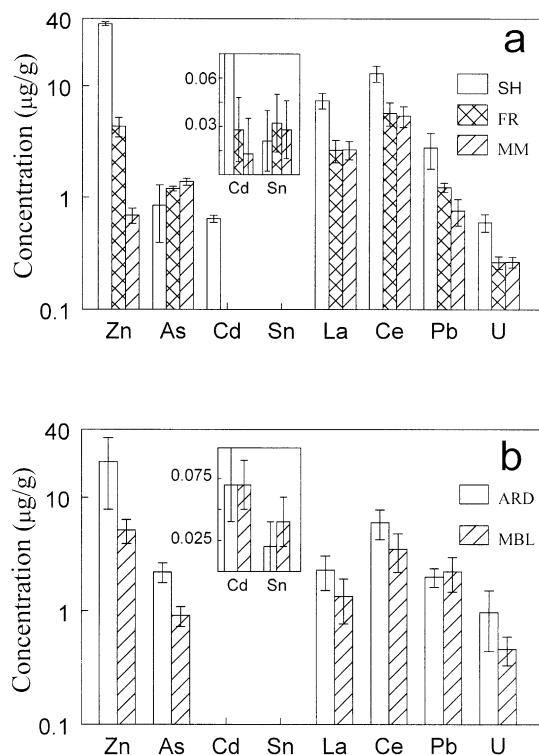 a
40
10
1
0.1
Concentration (µg/g)
0.06
0.03
Cd Sn
SH
FR
MM
Zn As Cd Sn La Ce Pb U
b
40
10
1
0.1
Concentration (µg/g)
0.075
0.025
Cd Sn
ARD
MBL
Zn As Cd Sn La Ce Pb U